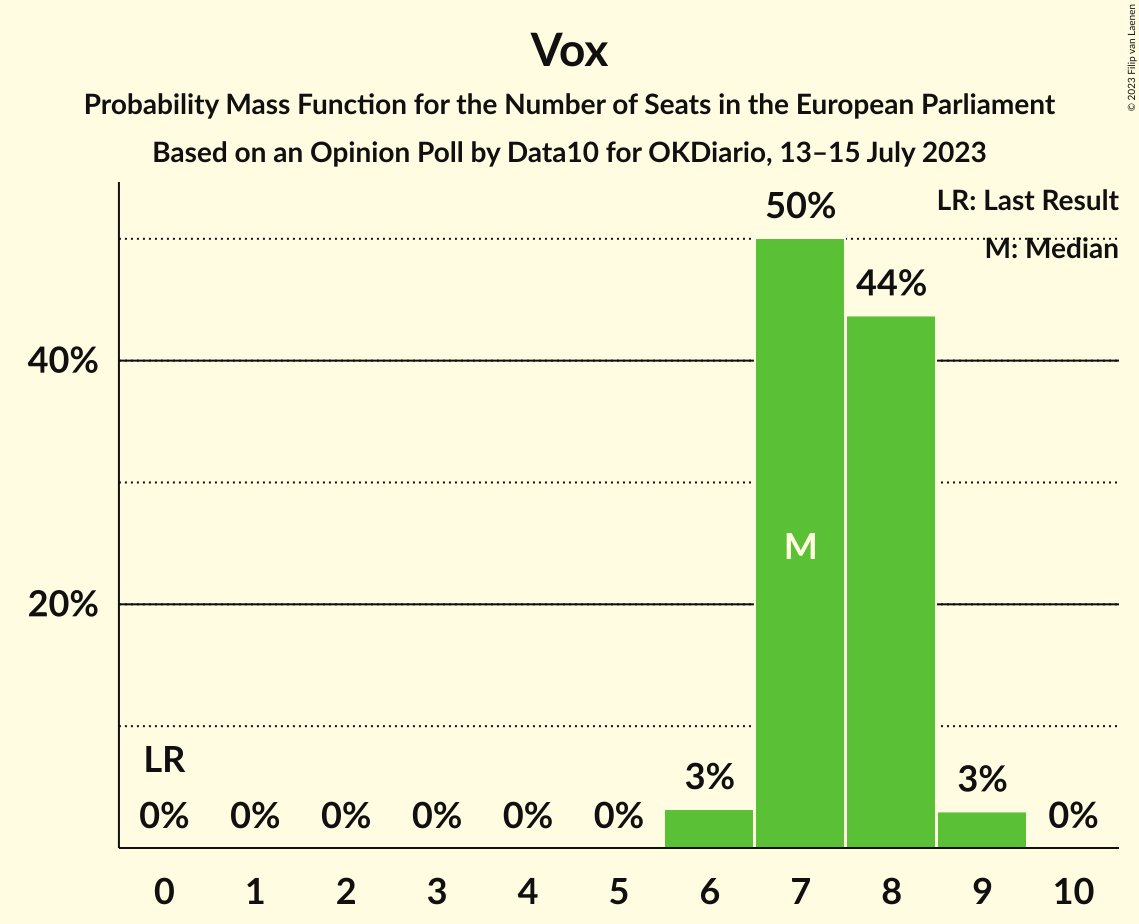 Vox
Probability Mass Function for the Number of Seats in the European Parliament
Based on an Opinion Poll by Data10 for OKDiario, 13–15 July 2023
© 2023 Filip van Laenen
LR: Last Result
M: Median
50%
44%
40%
M
20%
LR
0% 0% 0% 0% 0% 0% 3% 3% 0%
0 1 2 3 4 5 6 7 8 9 10